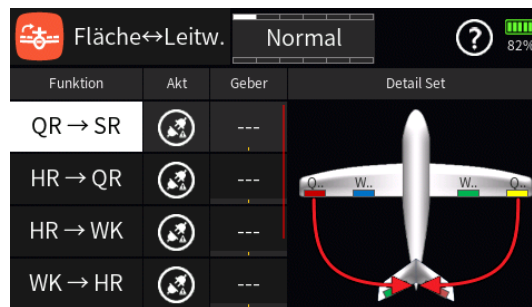 Fläche↔Leitw. Normal ? 82%
Funktion Akt Geber Detail Set
QR → SR ---
HR → QR ---
HR → WK ---
WK → HR ---
Q.. W.. W.. Q..